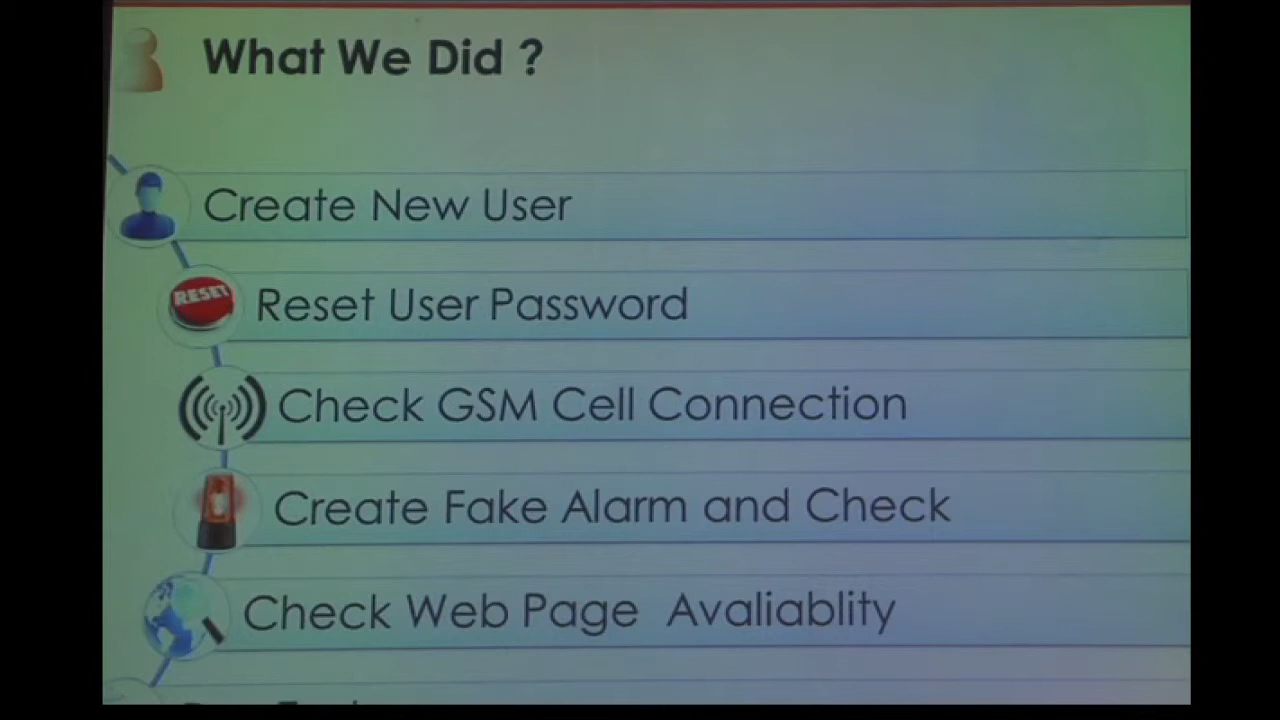 What We Did ?
Create New User
RESET
Reset User Password
Check GSM Cell Connection
Create Fake Alarm and Check
Check Web Page Avaliablity